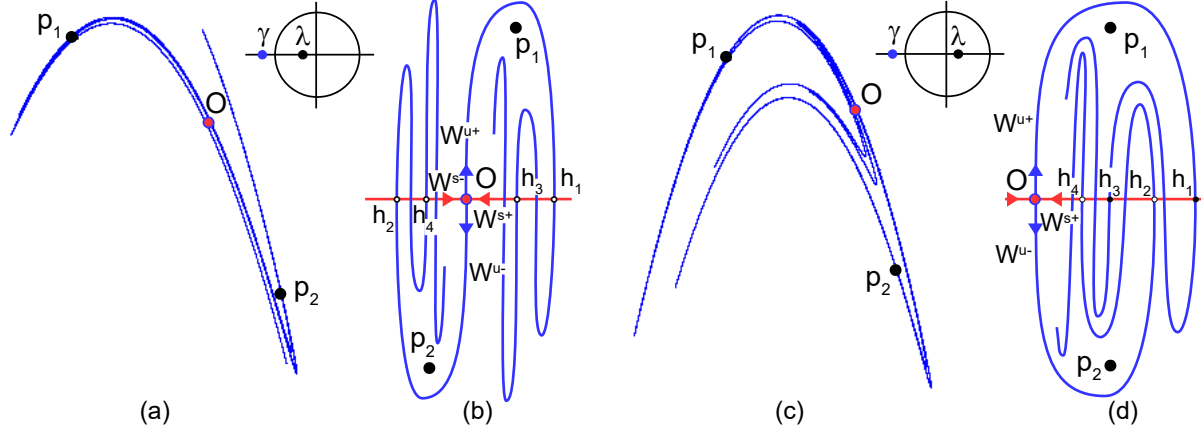 p₁
O
p₂
(a)
γ
λ
p₁
Wᵘ⁺
Wˢ⁻
O
h₃
h₁
h₂
h₄
Wˢ⁺
Wᵘ⁻
p₂
(b)
p₁
O
p₂
(c)
γ
λ
p₁
Wᵘ⁺
O
h₄
h₃
h₂
h₁
Wˢ⁺
Wᵘ⁻
p₂
(d)